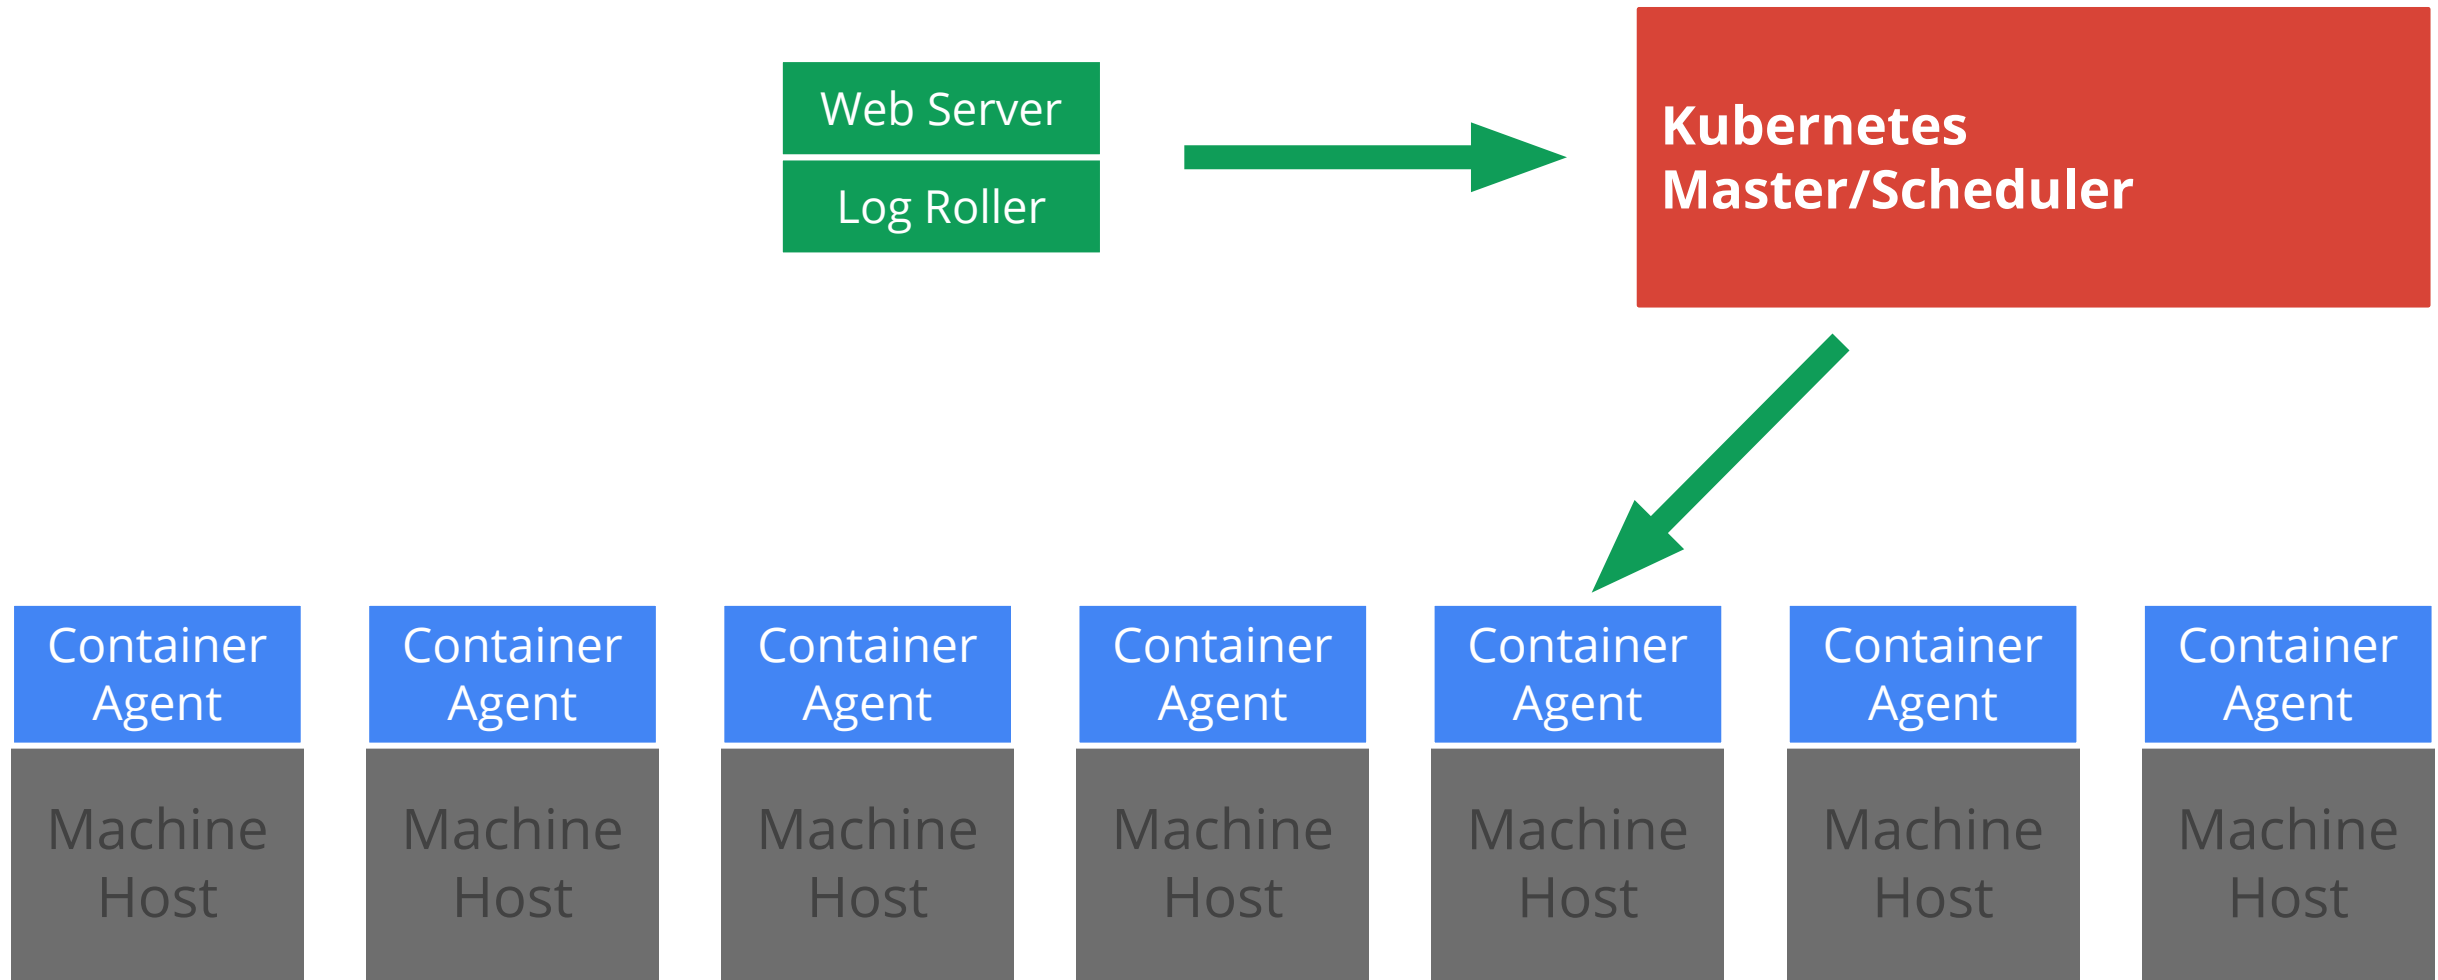 Web Server
Log Roller
Kubernetes
Master/Scheduler
Container
Agent
Machine
Host
Container
Agent
Machine
Host
Container
Agent
Machine
Host
Container
Agent
Machine
Host
Container
Agent
Machine
Host
Container
Agent
Machine
Host
Container
Agent
Machine
Host